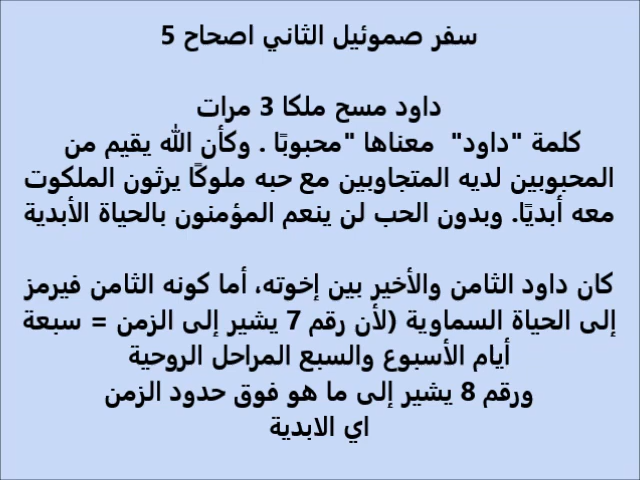 سفر صموئيل الثاني اصحاح 5
داود مسح ملكا 3 مرات
كلمة "داود" معناها "محبوبًا . وكأن الله يقيم من
المحبوبين لديه المتجاوبين مع حبه ملوكًا يرثون الملكوت
معه أبديًا. وبدون الحب لن ينعم المؤمنون بالحياة الأبدية
كان داود الثامن والأخير بين إخوته، أما كونه الثامن فيرمز
إلى الحياة السماوية (لأن رقم 7 يشير إلى الزمن = سبعة
أيام الأسبوع والسبع المراحل الروحية
ورقم 8 يشير إلى ما هو فوق حدود الزمن
اي الابدية